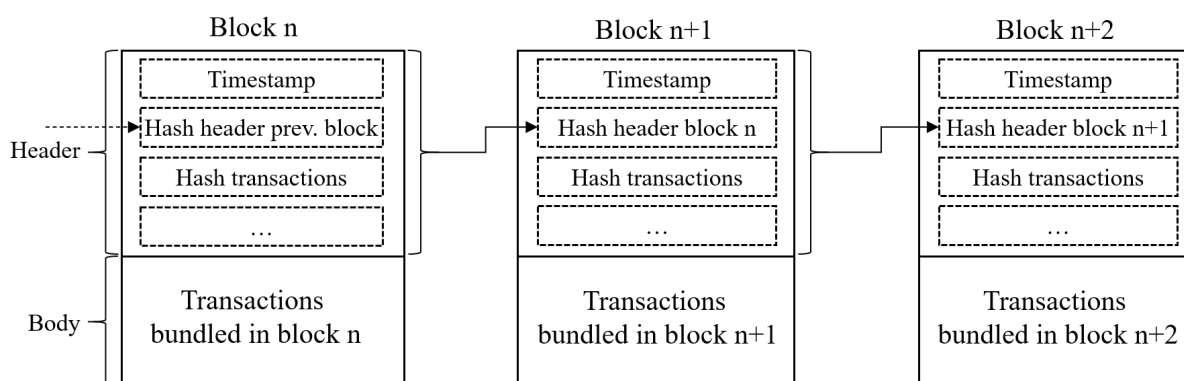 Block n
Block n+1
Block n+2
Header
Timestamp
Hash header prev. block
Hash transactions
...
Timestamp
Hash header block n
Hash transactions
...
Timestamp
Hash header block n+1
Hash transactions
...
Body
Transactions
bundled in block n
Transactions
bundled in block n+1
Transactions
bundled in block n+2